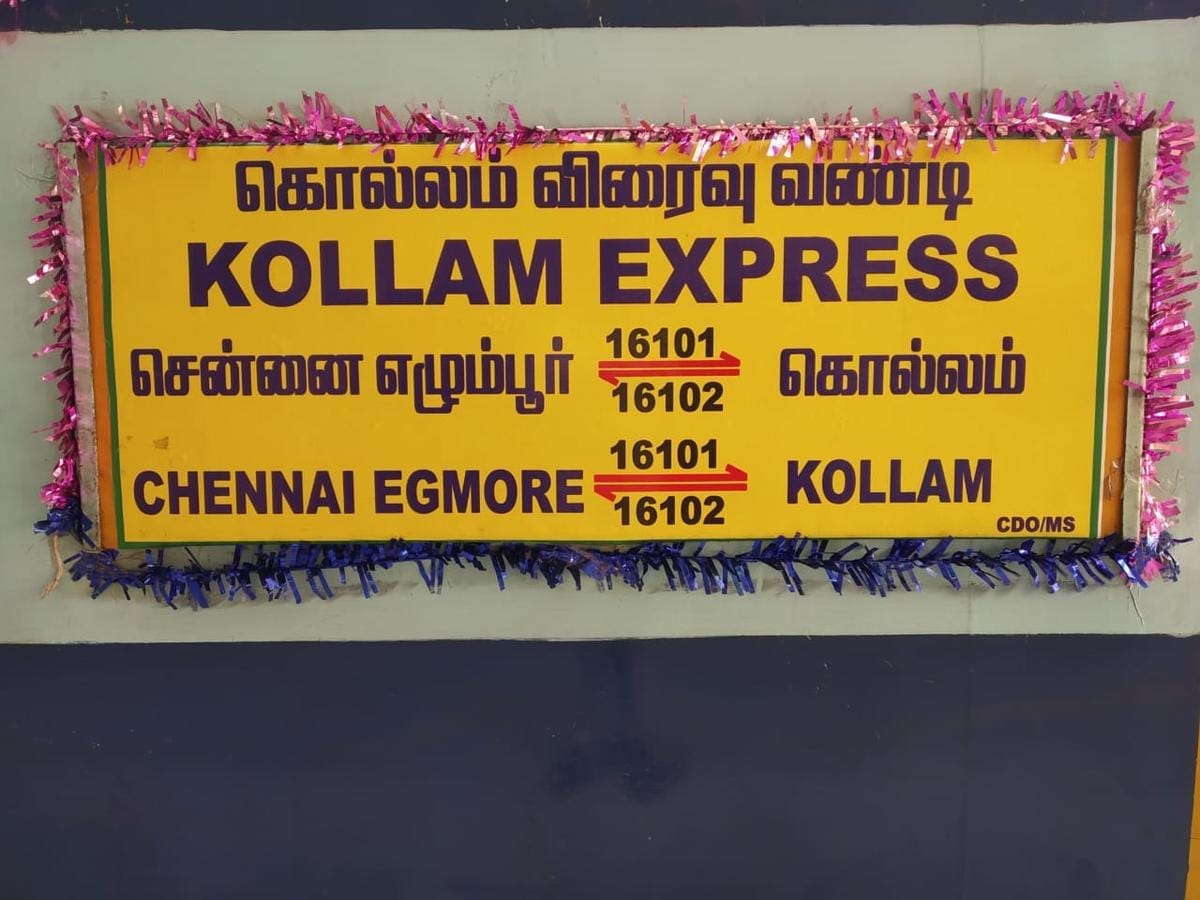 கொல்லம் விரைவு வண்டி
KOLLAM EXPRESS
சென்னை எழும்பூர் 16101 16102 கொல்லம்
CHENNAI EGMORE 16101 16102 KOLLAM
CDO/MS